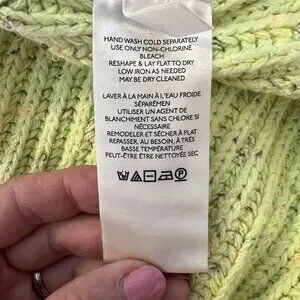 HAND WASH COLD SEPARATELY
USE ONLY NON-CHLORINE
BLEACH
RESHAPE & LAY FLAT TO DRY
LOW IRON AS NEEDED
MAY BE DRY CLEANED
LAVER À LA MAIN À L'EAU FROIDE
SÉPARÉMEN
UTILISER UN AGENT DE
BLANCHIMENT SANS CHLORE SI
NÉCESSAIRE
REMODELER ET SÉCHER À PLAT
REPASSER, AU BESOIN, À TRÈS
BASSE TEMPÉRATURE
PEUT-ÊTRE ÊTRE NETTOYÉE SEC
P